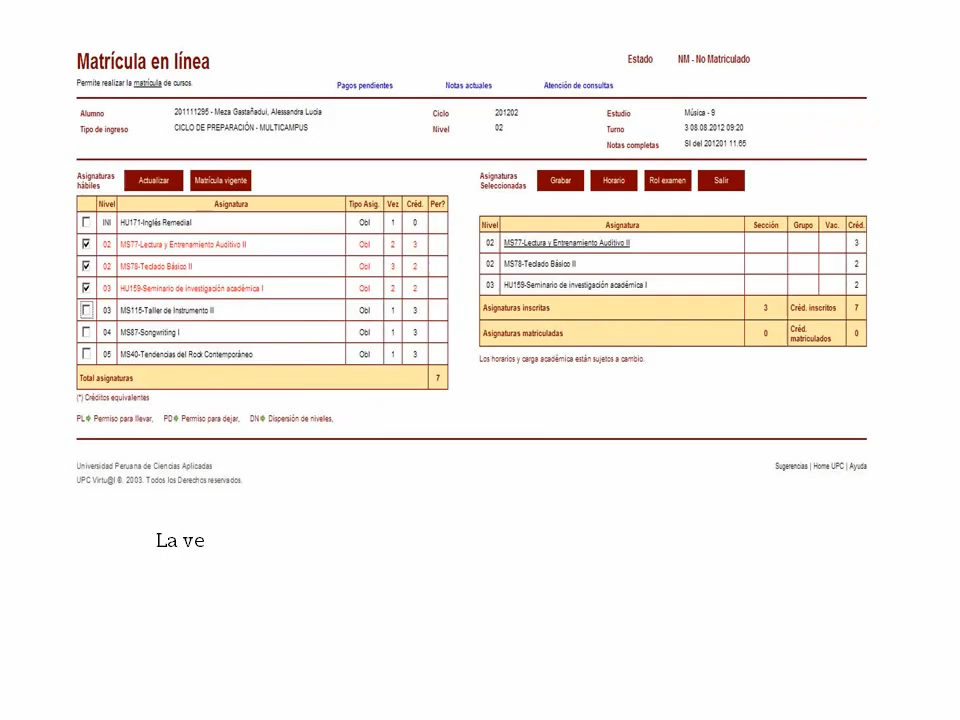 Matrícula en línea
Estado NM - No Matriculado
Permite realizar la matrícula de cursos.
Pagos pendientes Notas actuales Atención de consultas
Alumno 201111295 - Meza Gastañadui, Alessandra Lucia Ciclo 201202 Estudio Música - 9
Tipo de ingreso CICLO DE PREPARACIÓN - MULTICAMPUS Nivel 02 Turno 3 08.08.2012 09:20
Notas completas SI del 201201 11.65
Asignaturas hábiles Actualizar Matrícula vigente
Nivel Asignatura Tipo Asig. Vez Créd. Per?
INI HU171-Inglés Remedial Obl 1 0
02 MS77-Lectura y Entrenamiento Auditivo II Obl 2 3
02 MS78-Teclado Básico II Obl 3 2
03 HU159-Seminario de investigación académica I Obl 2 2
03 MS115-Taller de Instrumento II Obl 1 3
04 MS87-Songwriting I Obl 1 3
05 MS40-Tendencias del Rock Contemporáneo Obl 1 3
Total asignaturas 7
(*) Créditos equivalentes
PL Permiso para llevar, PD Permiso para dejar, DN Dispersión de niveles,
Asignaturas Seleccionadas Grabar Horario Rol examen Salir
Nivel Asignatura Sección Grupo Vac. Créd.
02 MS77-Lectura y Entrenamiento Auditivo II 3
02 MS78-Teclado Básico II 2
03 HU159-Seminario de investigación académica I 2
Asignaturas inscritas 3 Créd. inscritos 7
Asignaturas matriculadas 0 Créd. matriculados 0
Los horarios y carga académica están sujetos a cambio.
Universidad Peruana de Ciencias Aplicadas
Sugerencias | Home UPC | Ayuda
UPC Virtu@l ©. 2003. Todos los Derechos reservados.
La ve